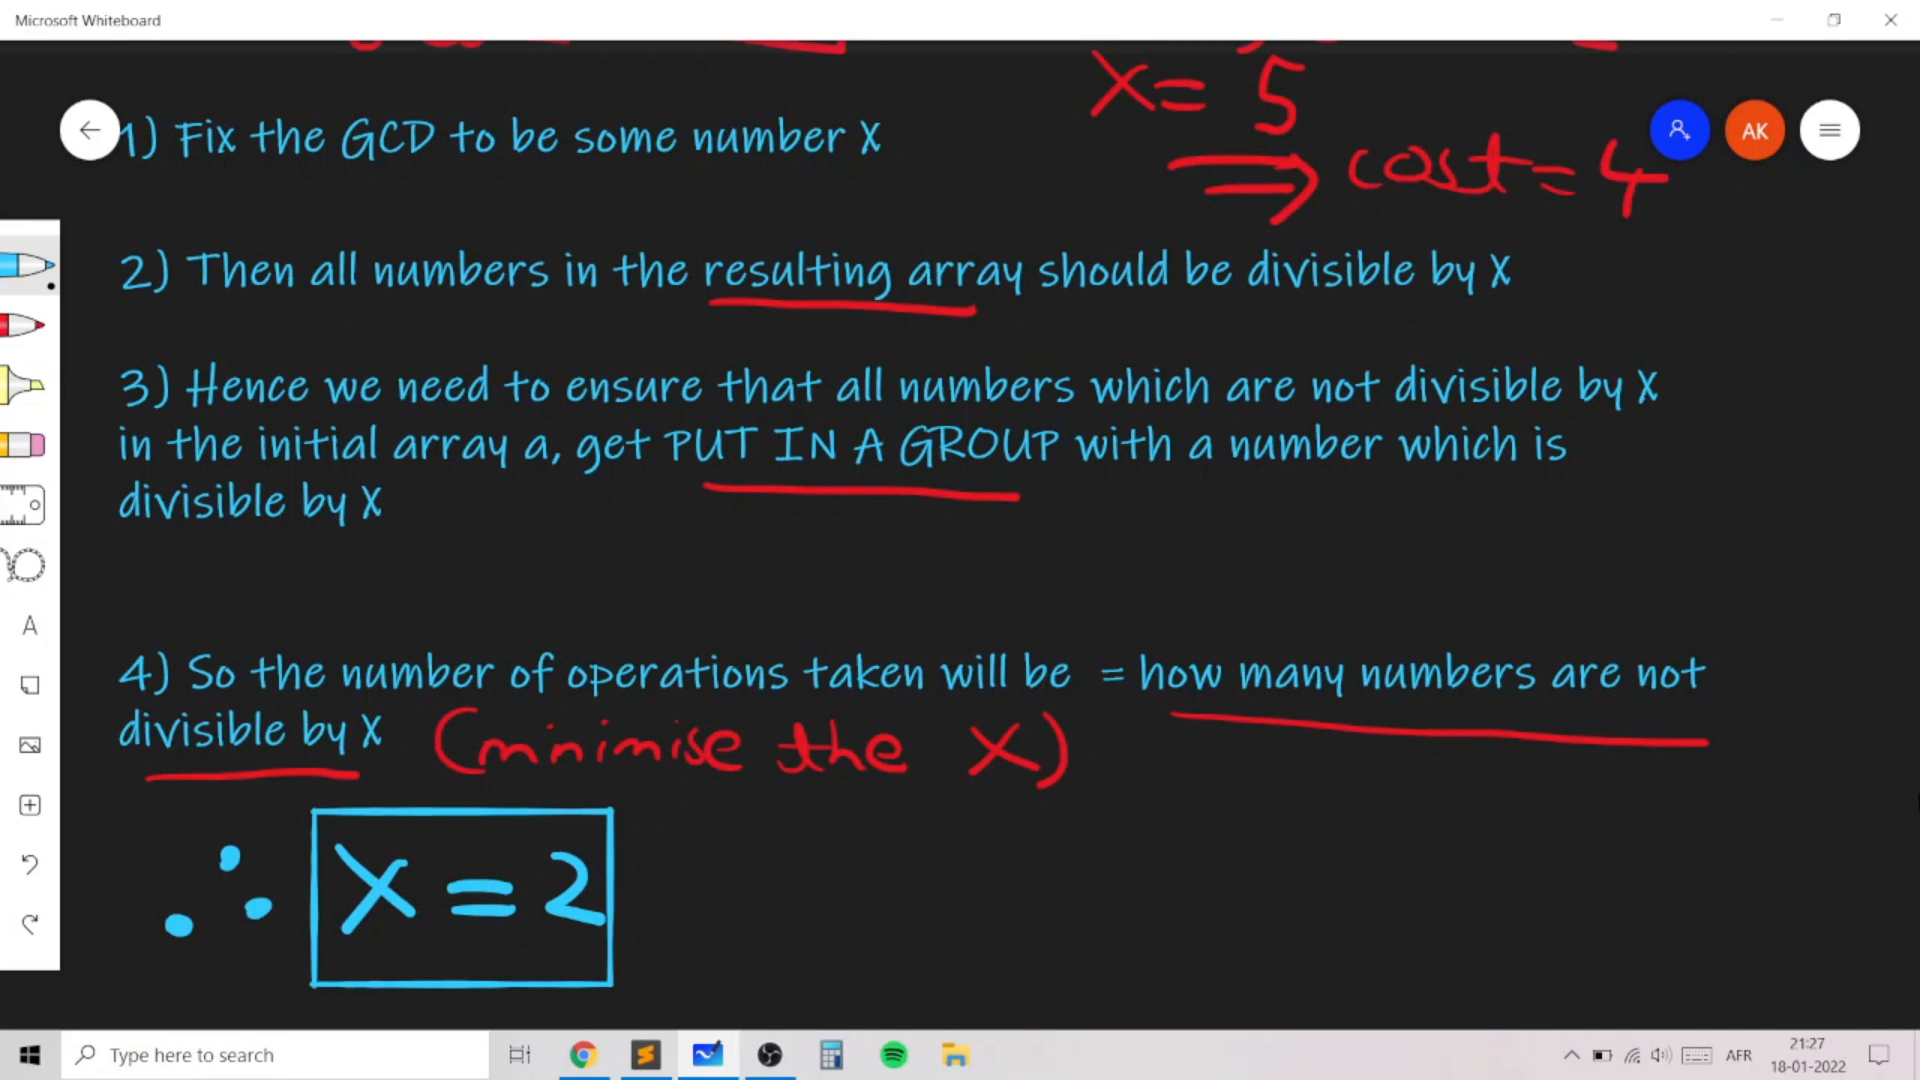 Microsoft Whiteboard
X = 5
1) Fix the GCD to be some number X
AK
⇒ cost = 4
2) Then all numbers in the resulting array should be divisible by X
3) Hence we need to ensure that all numbers which are not divisible by X
in the initial array a, get PUT IN A GROUP with a number which is
divisible by X
4) So the number of operations taken will be = how many numbers are not
divisible by X (minimise the X)
∴ X = 2
Type here to search
AFR
21:27
18-01-2022